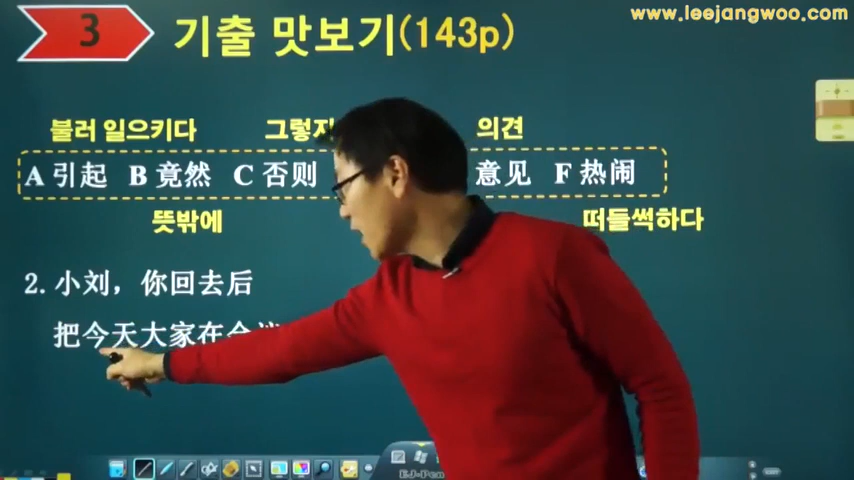 www.leejangwoo.com
3 기출 맛보기(143p)
불러 일으키다 의견
A 引起 B 竟然 C 否则 意见 F 热闹
뜻밖에 떠들썩하다
2. 小刘，你回去后
把今天大家在
EJ-Pen